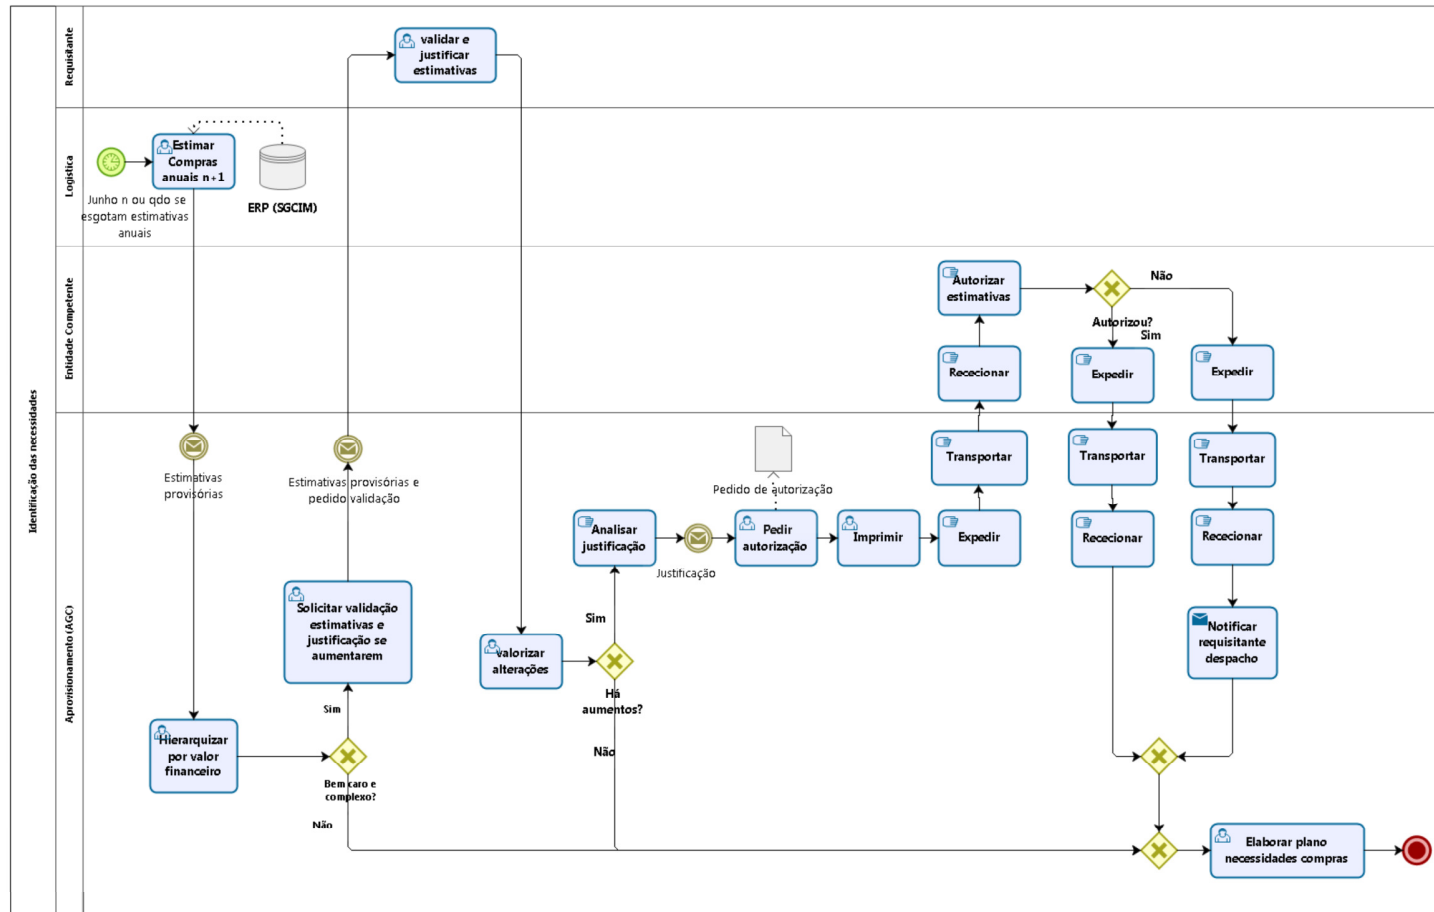 Identificação das necessidades
Requisitante
validar e
justificar
estimativas
Logística
Estimar
Compras
anuais n+1
Junho n ou qdo se
esgotam estimativas
anuais
ERP (SGCIM)
Entidade Competente
Autorizar
estimativas
Rececionar
Autorizou?
Sim
Não
Expedir
Expedir
Aprovisionamento (AGC)
Estimativas
provisórias
Hierarquizar
por valor
financeiro
Bem caro e
complexo?
Sim
Não
Solicitar validação
estimativas e
justificação se
aumentarem
Estimativas provisórias e
pedido validação
valorizar
alterações
Há
aumentos?
Sim
Não
Analisar
justificação
Justificação
Pedir
autorização
Pedido de autorização
Imprimir
Expedir
Transportar
Transportar
Rececionar
Transportar
Rececionar
Notificar
requisitante
despacho
Elaborar plano
necessidades compras